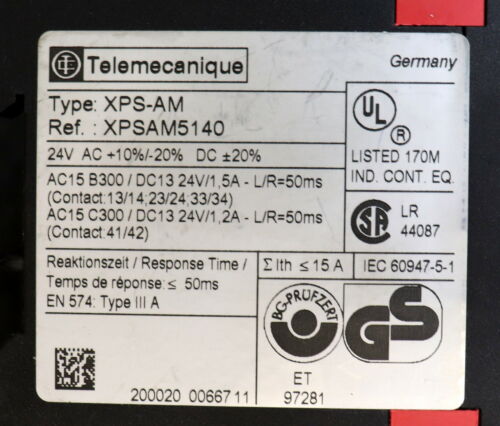 Telemecanique
Germany
Type: XPS-AM
Ref. : XPSAM5140
24V AC +10%/-20% DC ±20%
AC15 B300 / DC13 24V/1,5A - L/R=50ms
(Contact:13/14;23/24;33/34)
AC15 C300 / DC13 24V/1,2A - L/R=50ms
(Contact:41/42)
UL
®
LISTED 170M
IND. CONT. EQ.
SA
LR
44087
Reaktionszeit / Response Time /
Temps de réponse:≤ 50ms
EN 574: Type III A
Σ Ith ≤ 15 A
IEC 60947-5-1
BG-PRÜFZERT
GS
ET
97281
200020 0066711